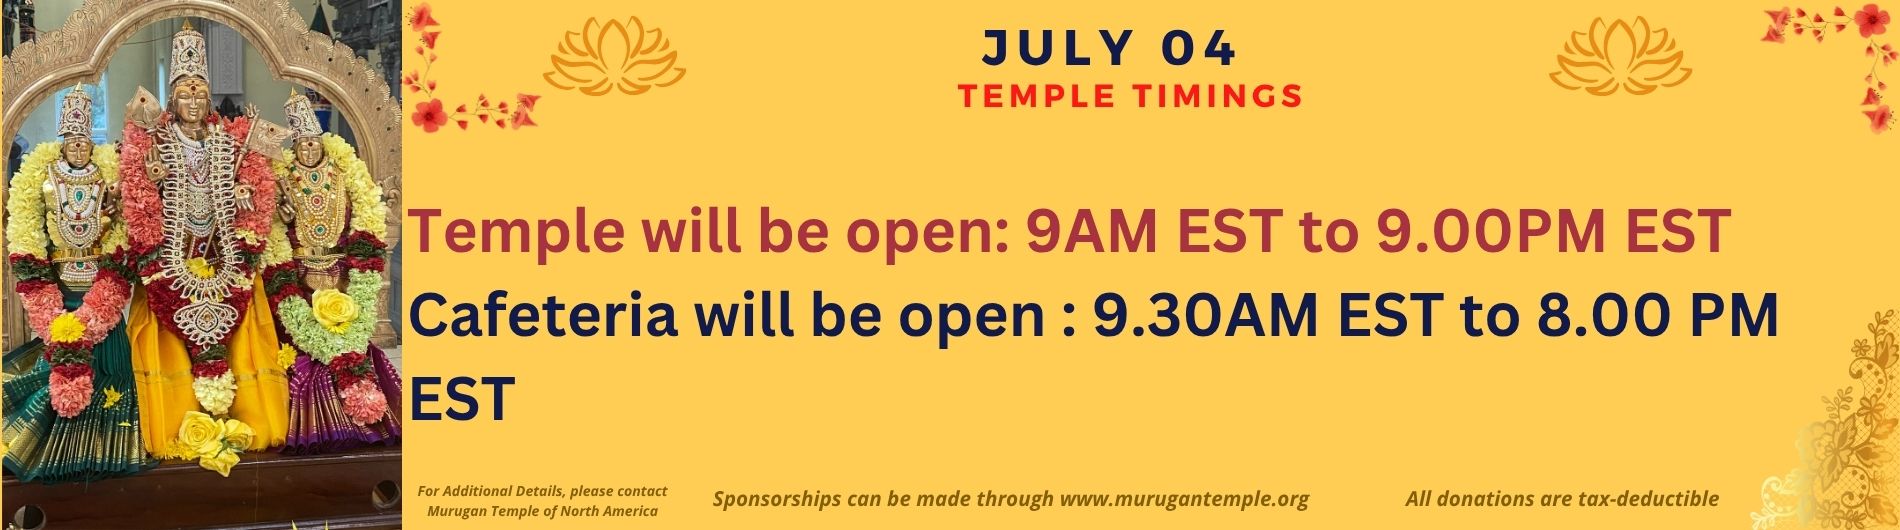 JULY 04
TEMPLE TIMINGS
Temple will be open: 9AM EST to 9.00PM EST
Cafeteria will be open : 9.30AM EST to 8.00 PM
EST
For Additional Details, please contact
Murugan Temple of North America
Sponsorships can be made through www.murugantemple.org
All donations are tax-deductible